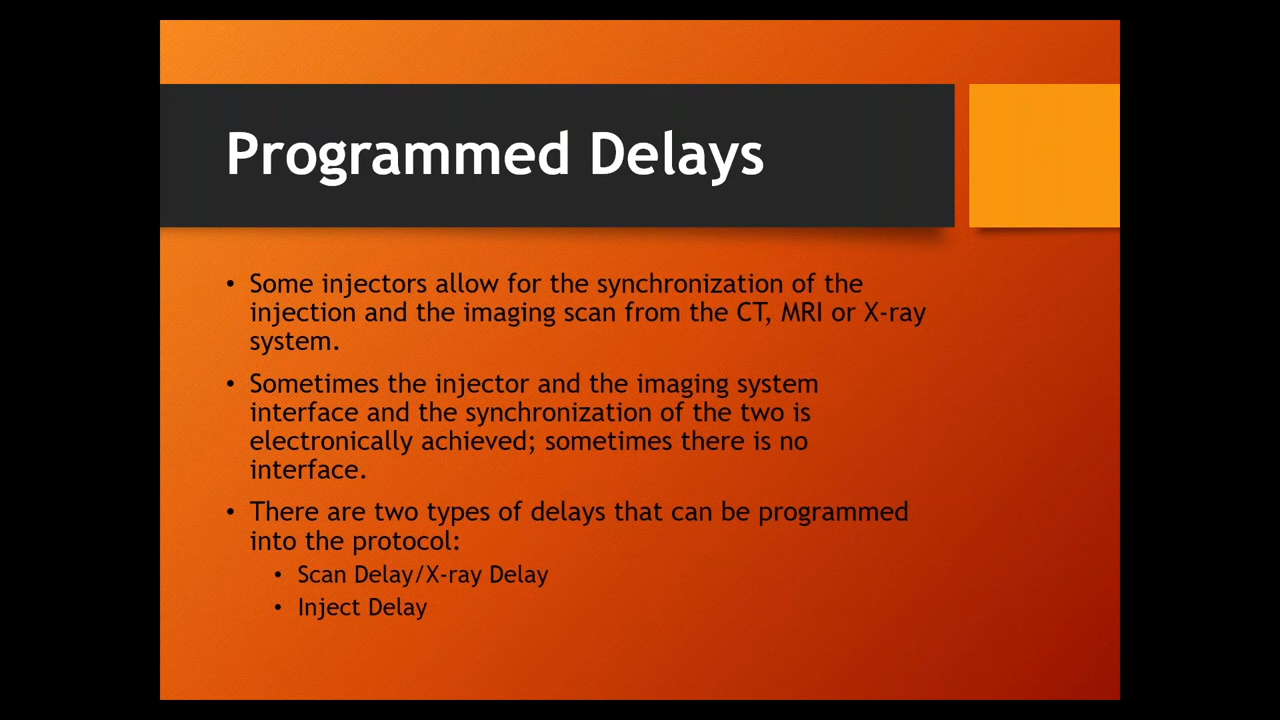 Programmed Delays
• Some injectors allow for the synchronization of the
injection and the imaging scan from the CT, MRI or X-ray
system.
• Sometimes the injector and the imaging system
interface and the synchronization of the two is
electronically achieved; sometimes there is no
interface.
• There are two types of delays that can be programmed
into the protocol:
• Scan Delay/X-ray Delay
• Inject Delay